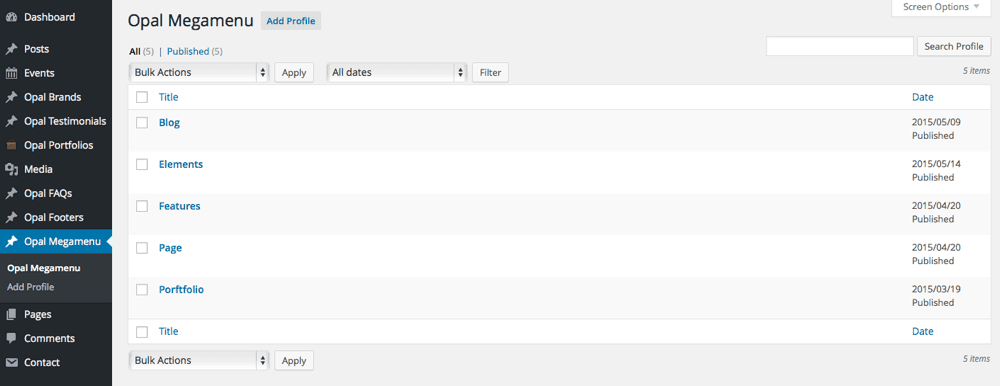 Dashboard
Posts
Events
Opal Brands
Opal Testimonials
Opal Portfolios
Media
Opal FAQs
Opal Footers
Opal Megamenu
Opal Megamenu
Add Profile
Pages
Comments
Contact
Screen Options
Opal Megamenu Add Profile
All (5) | Published (5)
Search Profile
Bulk Actions Apply All dates Filter 5 items
Title Date
Blog 2015/05/09
Published
Elements 2015/05/14
Published
Features 2015/04/20
Published
Page 2015/04/20
Published
Porftfolio 2015/03/19
Published
Title Date
Bulk Actions Apply 5 items